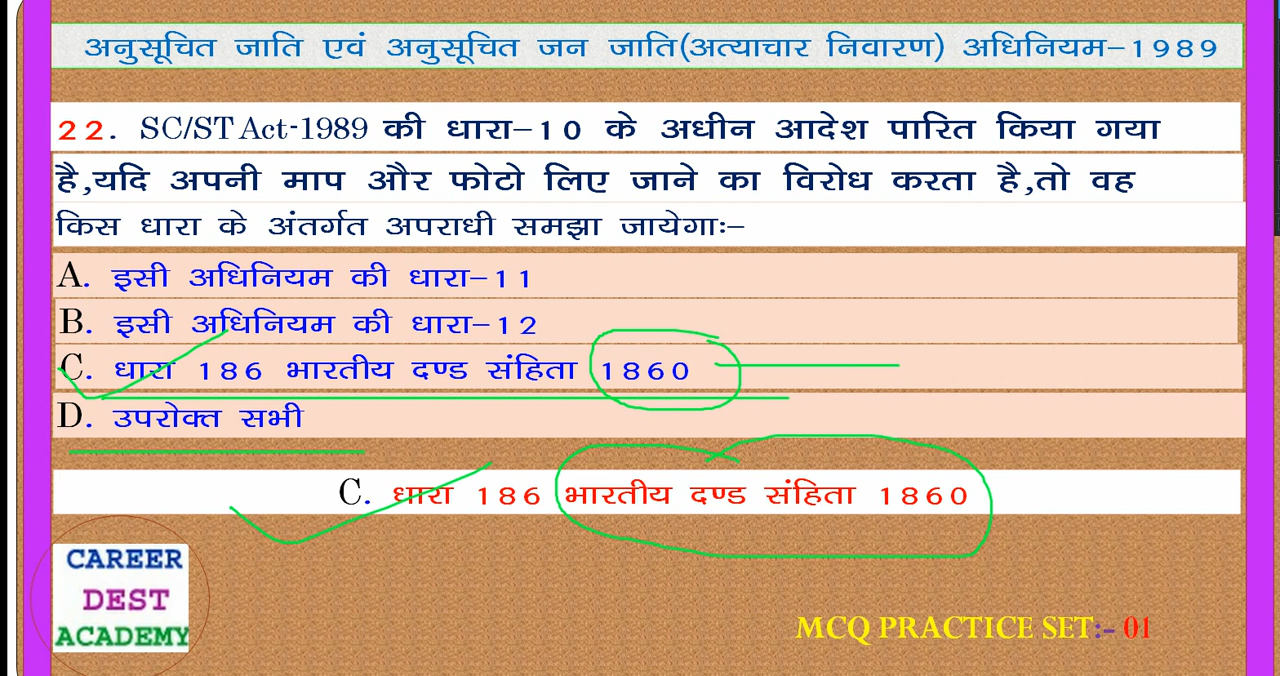 अनुसूचित जाति एवं अनुसूचित जन जाति(अत्याचार निवारण) अधिनियम–1989
22. SC/ST Act-1989 की धारा–10 के अधीन आदेश पारित किया गया
है,यदि अपनी माप और फोटो लिए जाने का विरोध करता है,तो वह
किस धारा के अंतर्गत अपराधी समझा जायेगाः–
A. इसी अधिनियम की धारा–11
B. इसी अधिनियम की धारा–12
C. धारा 186 भारतीय दण्ड संहिता 1860
D. उपरोक्त सभी
C. धारा 186 भारतीय दण्ड संहिता 1860
CAREER
DEST
ACADEMY
MCQ PRACTICE SET:- 01